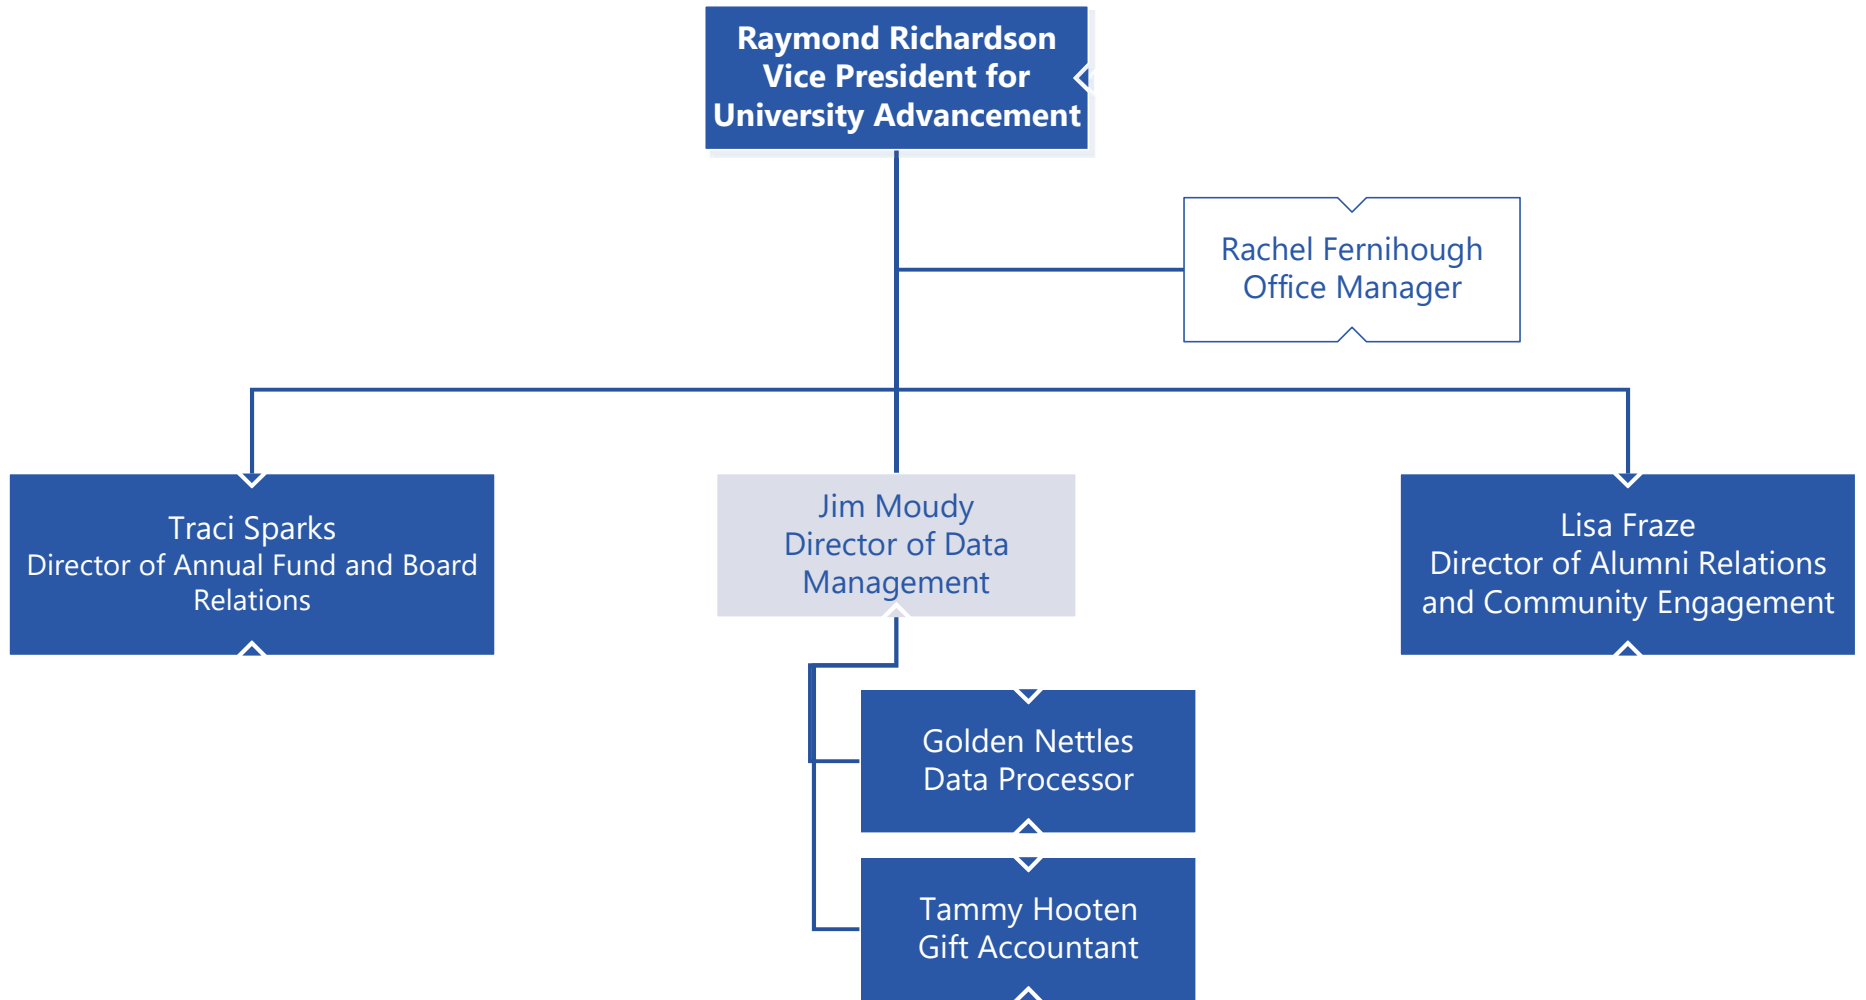 Raymond Richardson
Vice President for
University Advancement
Rachel Fernihough
Office Manager
Traci Sparks
Director of Annual Fund and Board
Relations
Jim Moudy
Director of Data
Management
Lisa Fraze
Director of Alumni Relations
and Community Engagement
Golden Nettles
Data Processor
Tammy Hooten
Gift Accountant